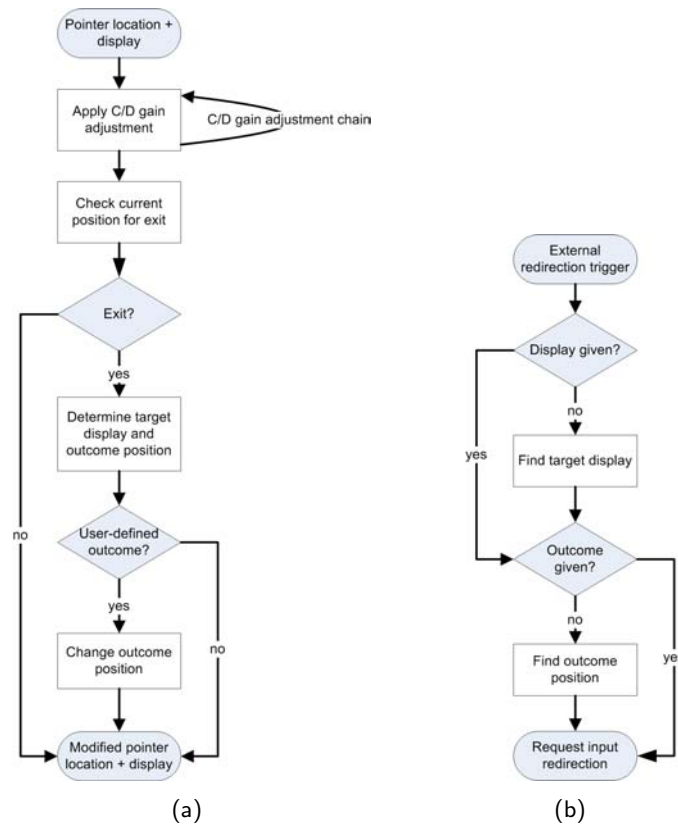 Pointer location +
display
Apply C/D gain
adjustment
C/D gain adjustment chain
Check current
position for exit
Exit?
yes
Determine target
display and
outcome position
no
User-defined
outcome?
yes
no
Change outcome
position
Modified pointer
location + display
(a)
External
redirection trigger
Display given?
no
yes
Find target display
Outcome
given?
no
ye
Find outcome
position
Request input
redirection
(b)